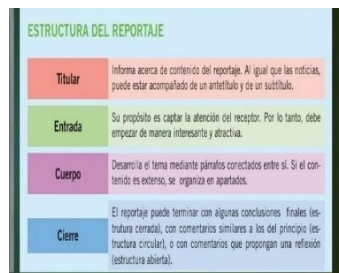 ESTRUCTURA DEL REPORTAJE
Titular
Informa acerca de contenido del reportaje. Al igual que las noticias,
puede estar acompañado de un antetítulo y de un subtítulo.
Entrada
Su propósito es captar la atención del receptor. Por lo tanto, debe
empezar de manera interesante y atractiva.
Cuerpo
Desarrolla el tema mediante párrafos conectados entre sí. Si el con-
tenido es extenso, se organiza en apartados.
Cierre
El reportaje puede terminar con algunas conclusiones finales (es-
trutura cerrada), con comentarios similares a los del principio (es-
tructura circular), o con comentarios que propongan una reflexión
(estructura abierta).